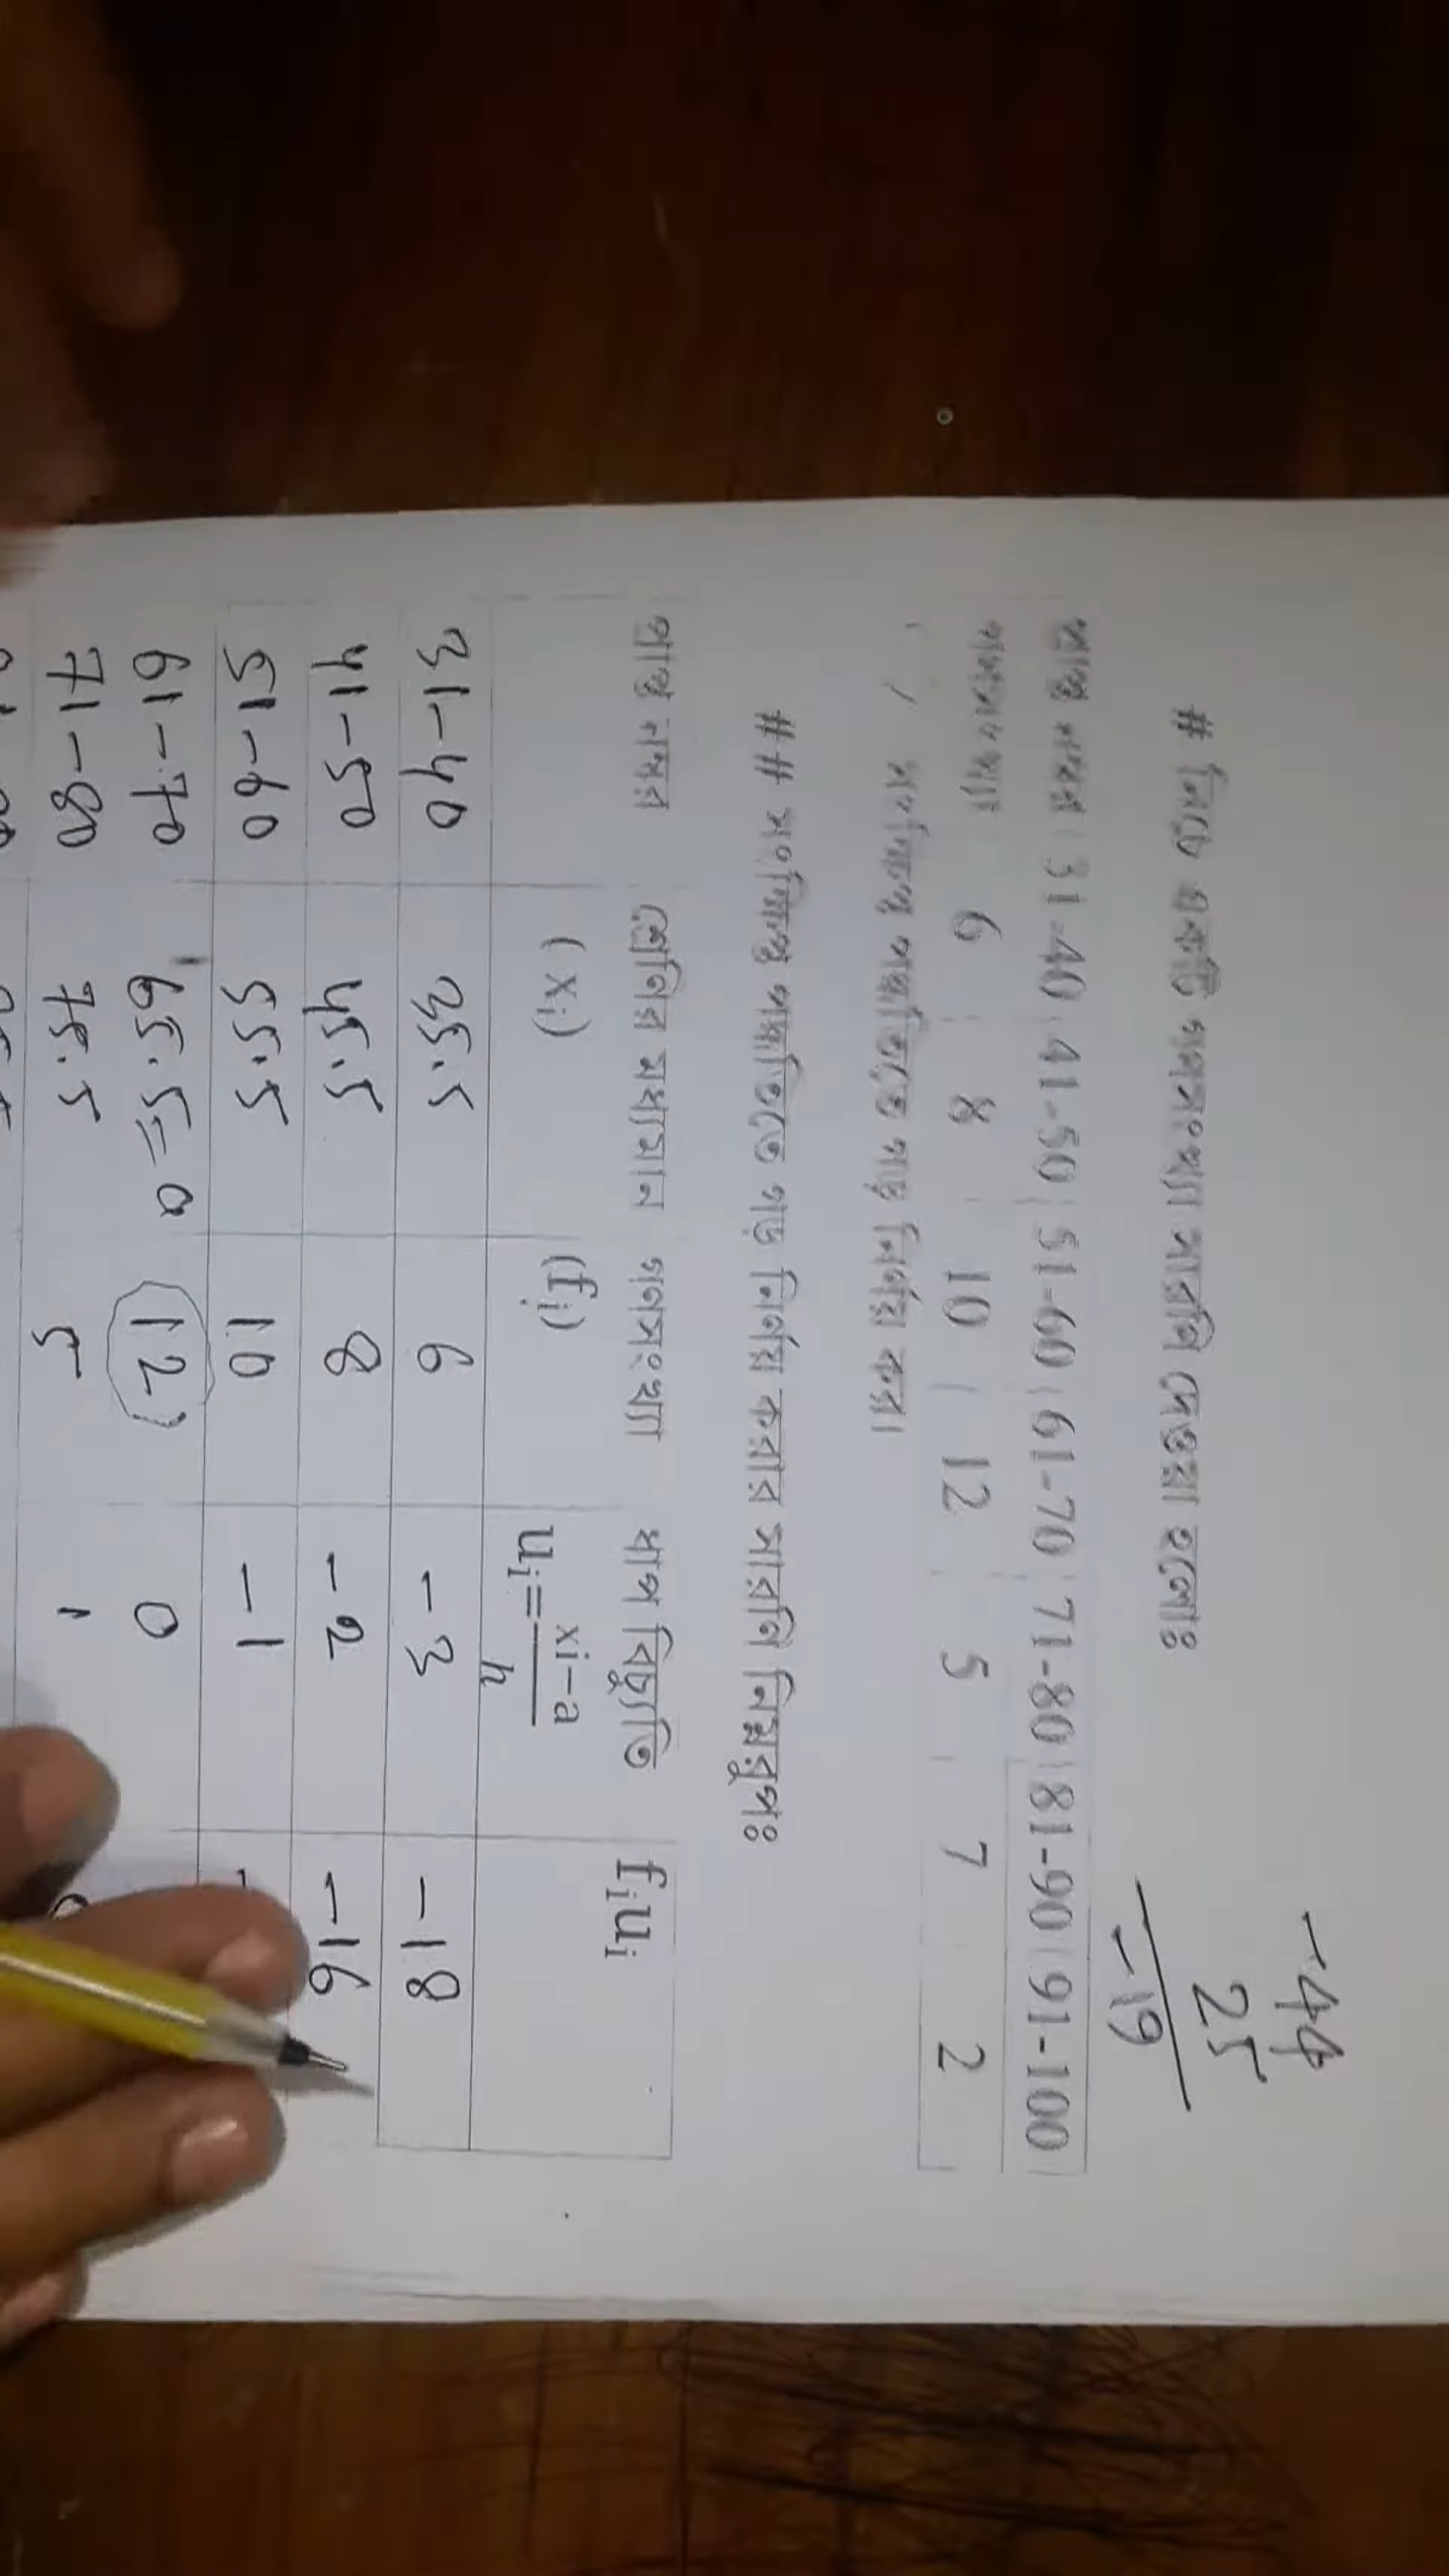 -44
25
-19
# নিচে একটি গণসংখ্যা সারণি দেওয়া হলোঃ
প্রাপ্ত নম্বর 31-40 41-50 51-60 61-70 71-80 81-90 91-100
গণসংখ্যা 6 8 10 12 5 7 2
সংক্ষিপ্ত পদ্ধতিতে গড় নির্ণয় কর।
## সংক্ষিপ্ত পদ্ধতিতে গড় নির্ণয় করার সারণি নিম্নরূপঃ
প্রাপ্ত নম্বর শ্রেণির মধ্যমান গণসংখ্যা ধাপ বিচ্যুতি fᵢuᵢ
(xᵢ) (fᵢ) uᵢ = (xi-a)/h
31-40 35.5 6 -3 -18
41-50 45.5 8 -2 -16
51-60 55.5 10 -1
61-70 65.5=a 12 0
71-80 75.5 5 1